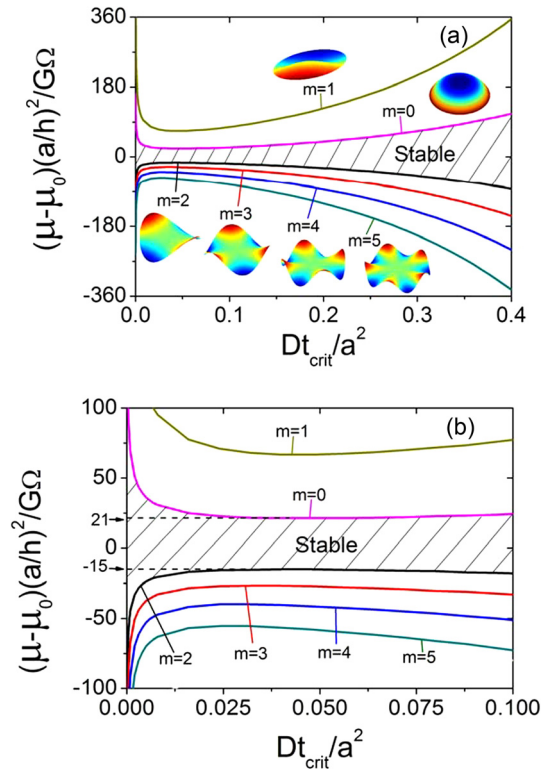 (a)
(μ-μ₀)(a/h)²/GΩ
360
180
0
-180
-360
m=1
m=0
Stable
m=2
m=3
m=4
m=5
0.0 0.1 0.2 0.3 0.4
Dt_crit/a²
(b)
(μ-μ₀)(a/h)²/GΩ
100
50
21
0
-15
-50
-100
m=1
m=0
Stable
m=2
m=3
m=4
m=5
0.000 0.025 0.050 0.075 0.100
Dt_crit/a²